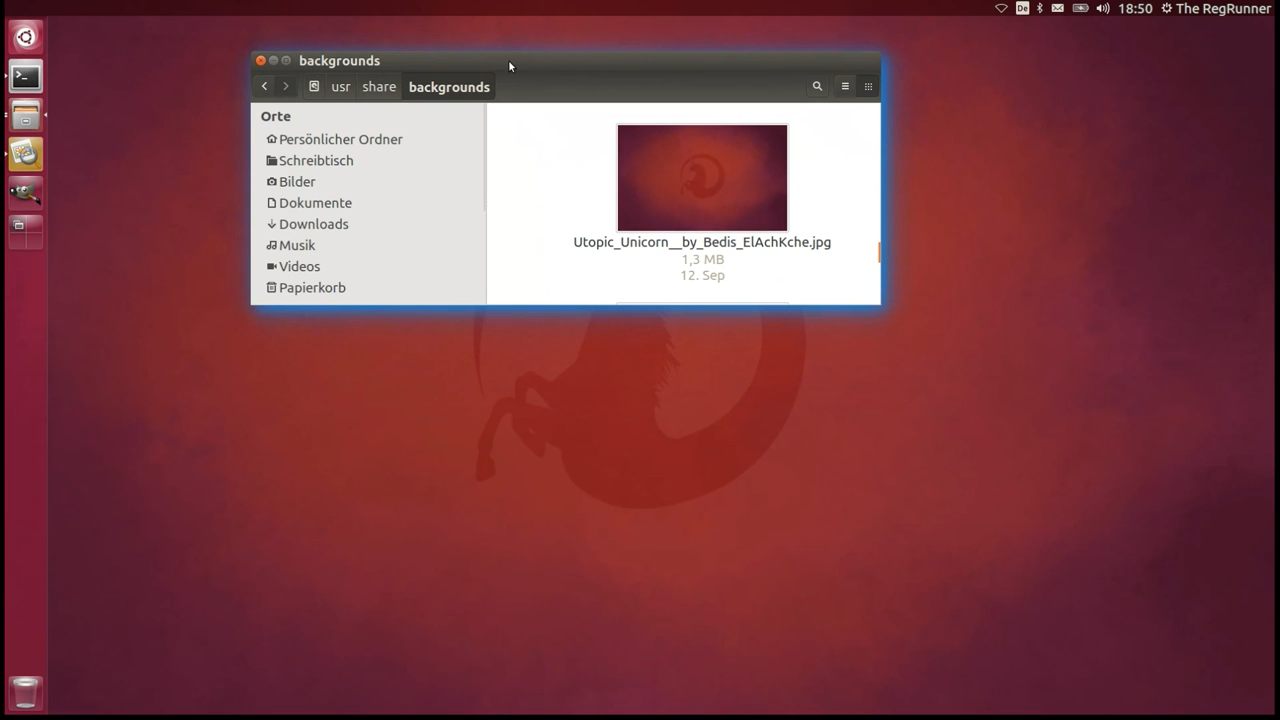 De 18:50 The RegRunner
backgrounds
usr share backgrounds
Orte
Persönlicher Ordner
Schreibtisch
Bilder
Dokumente
Downloads
Musik
Videos
Papierkorb
Utopic_Unicorn__by_Bedis_ElAchKche.jpg
1,3 MB
12. Sep